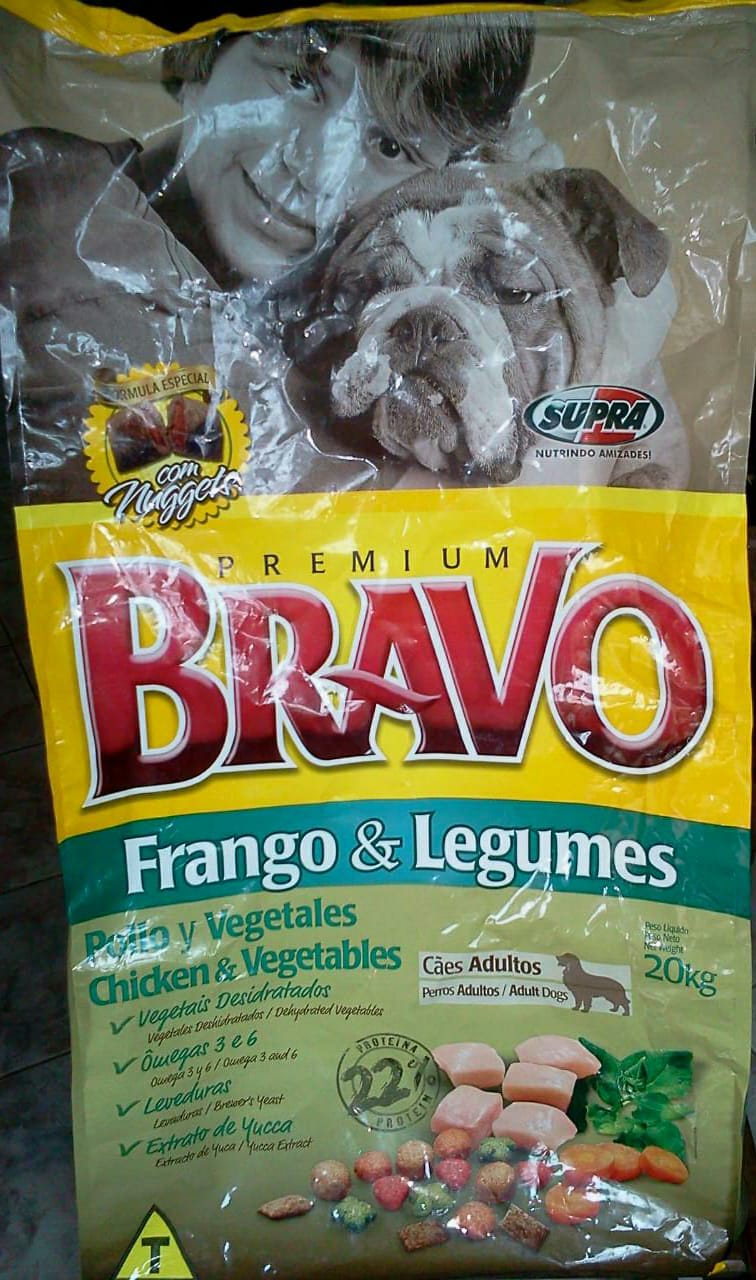 FÓRMULA ESPECIAL
com
Nuggets
SUPRA
NUTRINDO AMIZADES!
PREMIUM
BRAVO
Frango & Legumes
Pollo y Vegetales
Chicken & Vegetables
Peso Líquido
Peso Neto
Net Weight
20kg
Cães Adultos
Perros Adultos / Adult Dogs
Vegetais Desidratados
Vegetales Deshidratados / Dehydrated Vegetables
Ômegas 3 e 6
Omega 3 y 6 / Omega 3 and 6
Leveduras
Levaduras / Brewer's Yeast
Extrato de Yucca
Extracto de Yuca / Yucca Extract
PROTEÍNA
22
PROTEIN
T